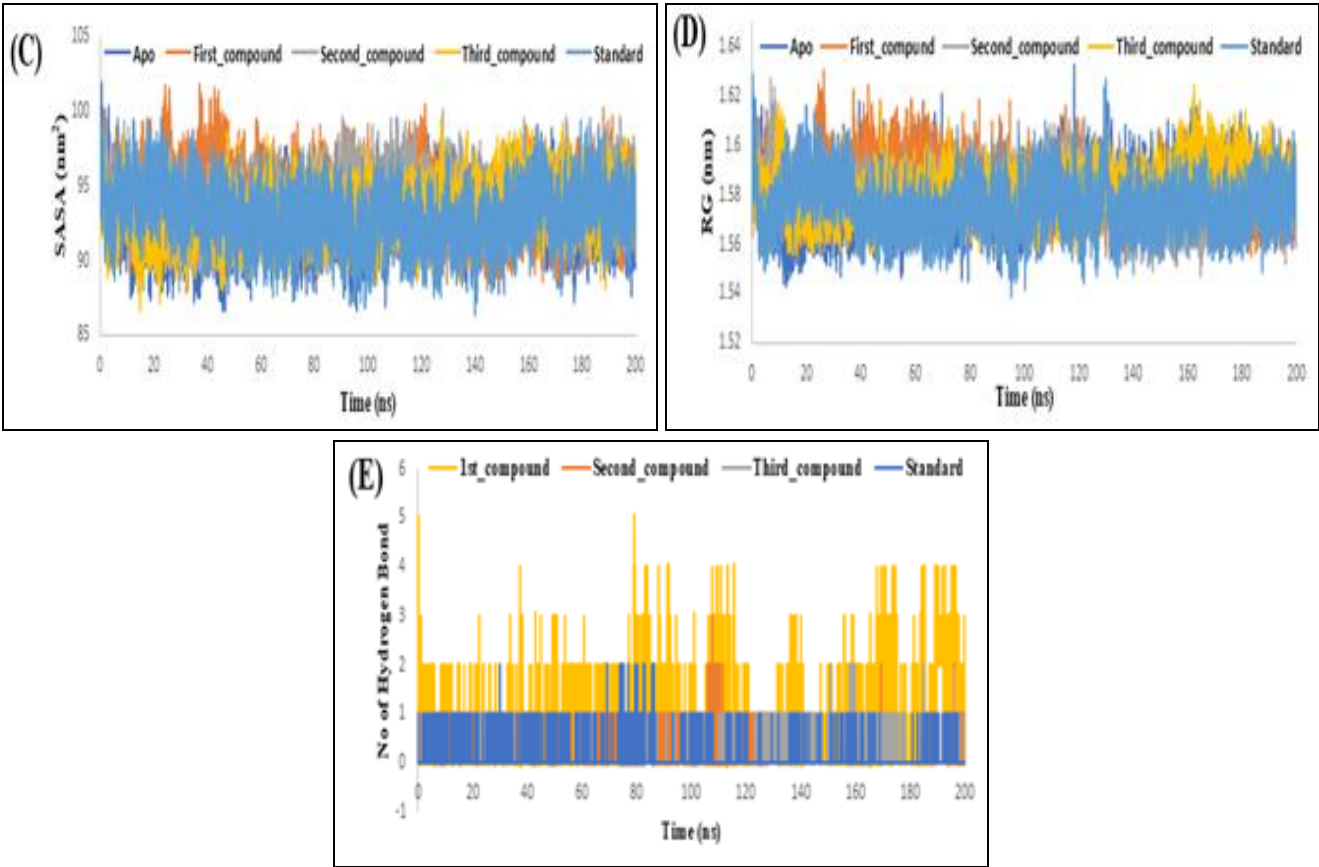 (C)
Apo First_compound Second_compound Third_compound Standard
SASA (nm²)
105
100
95
90
85
0 20 40 60 80 100 120 140 160 180 200
Time (ns)
(D)
Apo First_compund Second_compound Third_compound Standard
RG (nm)
1.64
1.62
1.6
1.58
1.56
1.54
1.52
0 20 40 60 80 100 120 140 160 180 200
Time (ns)
(E)
1st_compound Second_compound Third_compound Standard
No of Hydrogen Bond
6
5
4
3
2
1
0
-1
0 20 40 60 80 100 120 140 160 180 200
Time (ns)